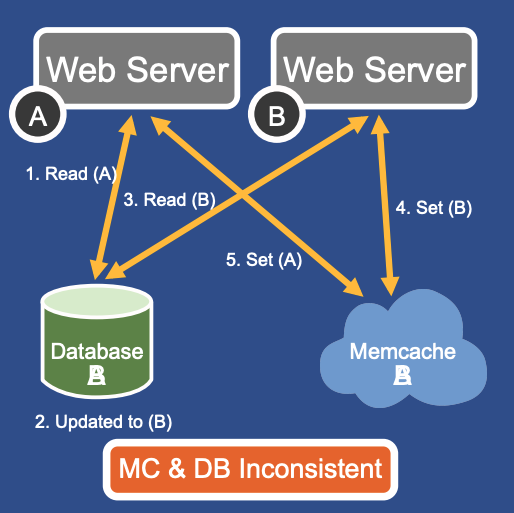 Web Server
Web Server
A
B
1. Read (A)
3. Read (B)
4. Set (B)
5. Set (A)
Database
Memcache
2. Updated to (B)
MC & DB Inconsistent